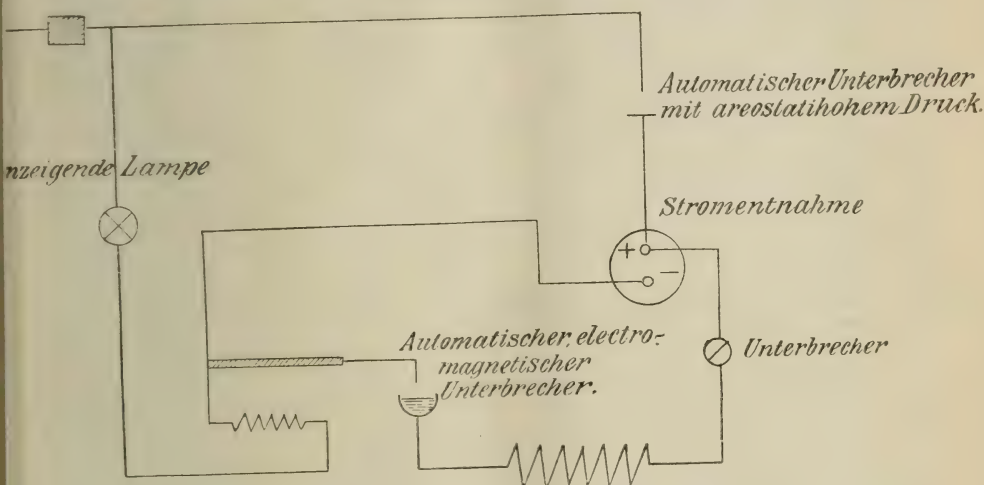 Automatischer Unterbrecher
mit areostatihohem Druck.
nzeigende Lampe
Stromentnahme
+
−
Automatischer, electro-
magnetischer
Unterbrecher.
Unterbrecher